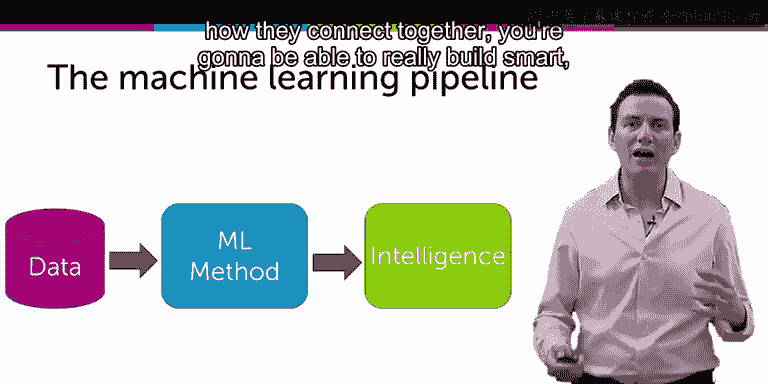 how they connect together, you're
gonna be able to really build smart,
The machine learning pipeline
Data
ML
Method
Intelligence